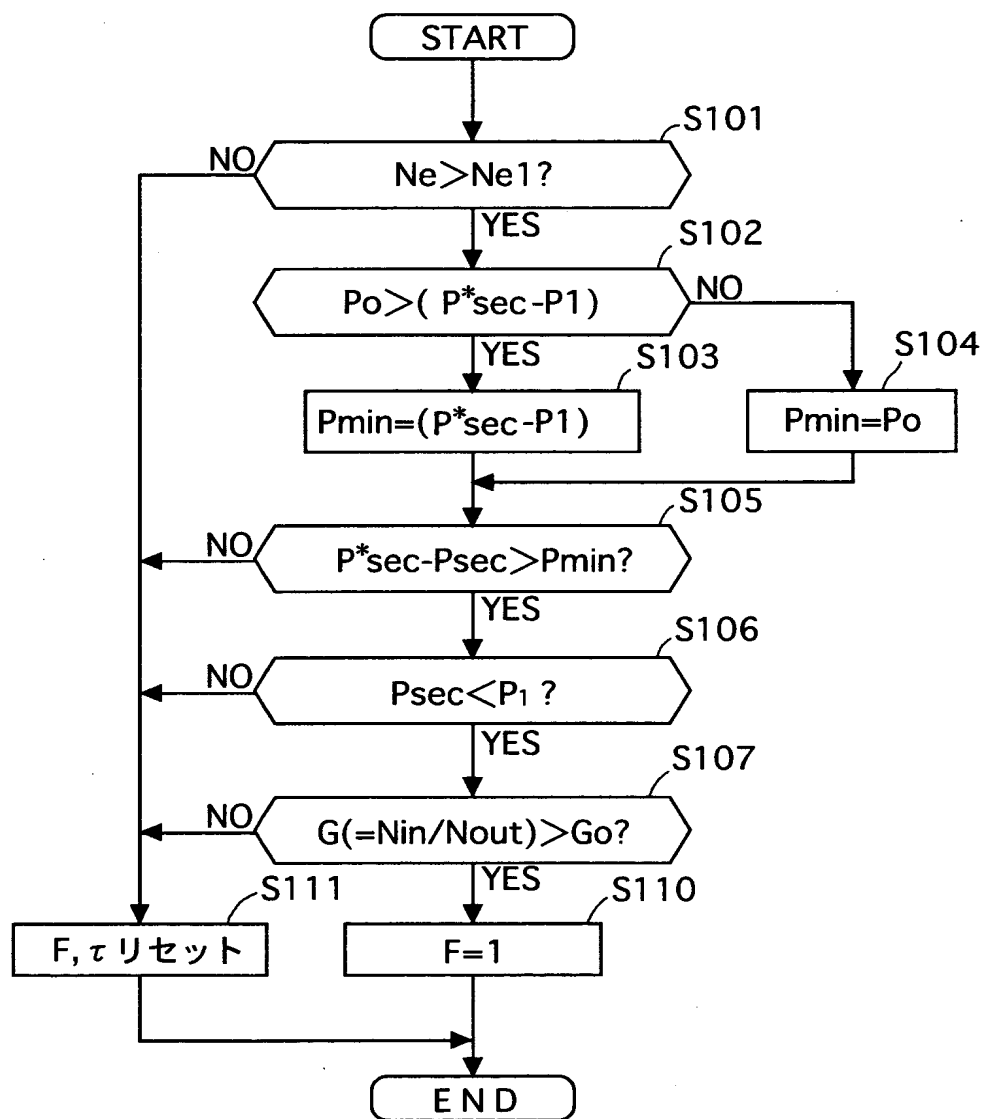 START
S101
NO
Ne>Ne1?
YES
S102
Po>( P*sec-P1)
NO
YES
S103
S104
Pmin=(P*sec-P1)
Pmin=Po
S105
NO
P*sec-Psec>Pmin?
YES
S106
NO
Psec<P₁ ?
YES
S107
NO
G(=Nin/Nout)>Go?
YES
S111
S110
F,τリセット
F=1
END